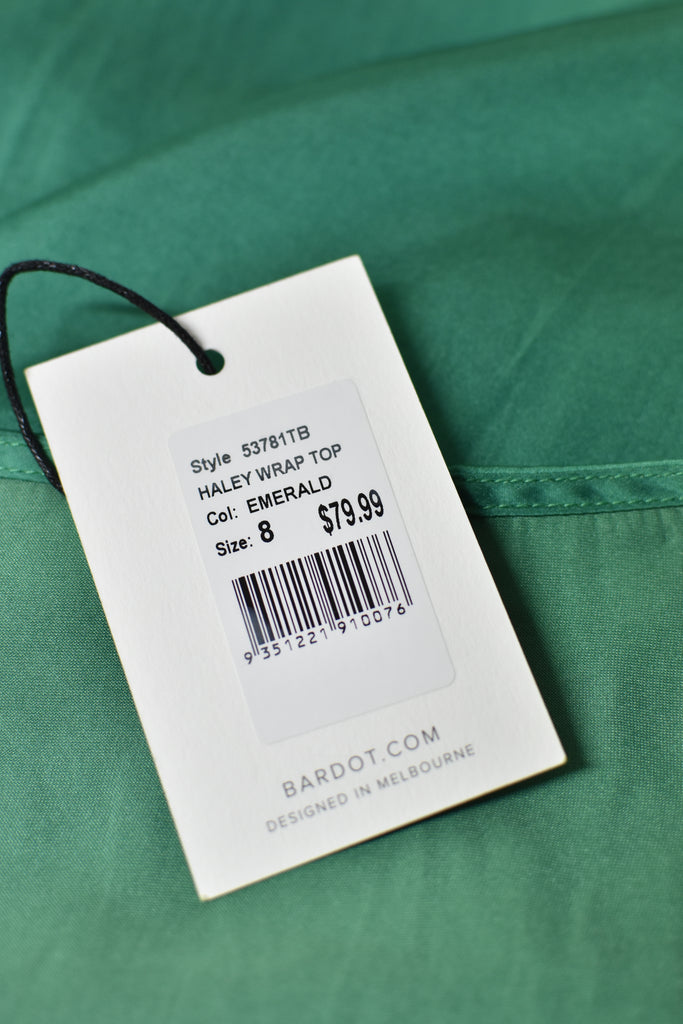 Style 53781TB
HALEY WRAP TOP
Col: EMERALD
Size: 8 $79.99
9 351221 910076
BARDOT.COM
DESIGNED IN MELBOURNE